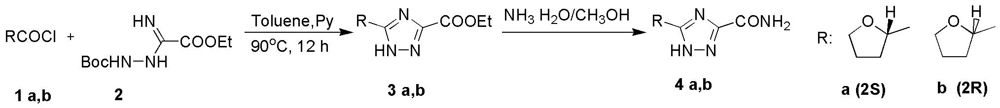 RCOCl + HN COOEt BocHN NH
Toluene,Py
90°C, 12 h
R N COOEt HN N
NH3 H2O/CH3OH
R N CONH2 HN N
R: O H O H
1 a,b 2 3 a,b 4 a,b a (2S) b (2R)